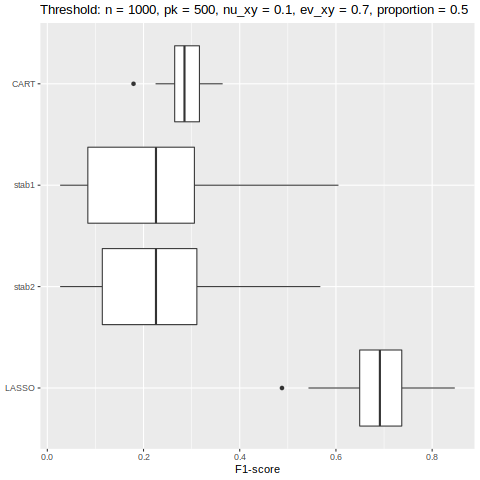 Threshold: n = 1000, pk = 500, nu_xy = 0.1, ev_xy = 0.7, proportion = 0.5
CART
stab1
stab2
LASSO
0.0 0.2 0.4 0.6 0.8
F1-score